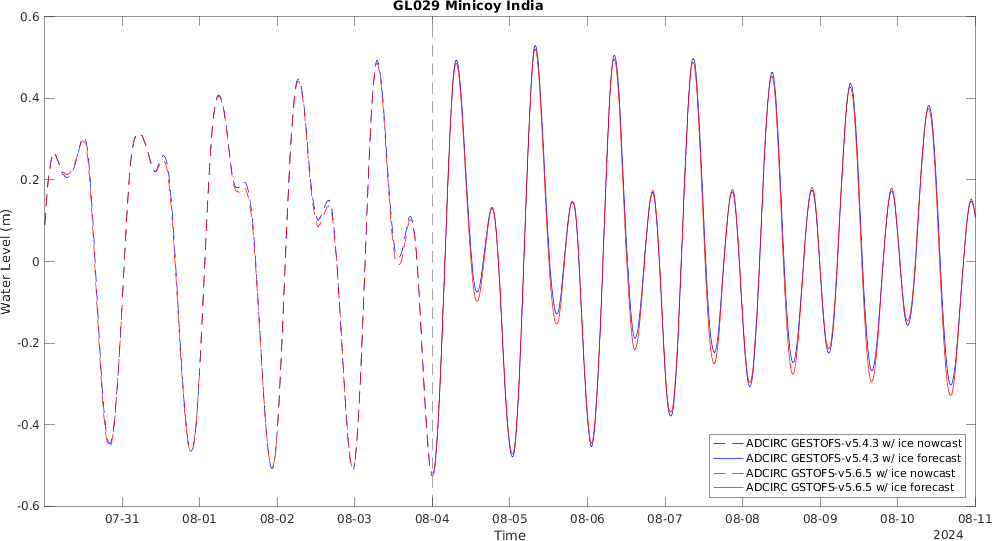 GL029 Minicoy India
0.6
0.4
0.2
0
-0.2
-0.4
-0.6
Water Level (m)
ADCIRC GESTOFS-v5.4.3 w/ ice nowcast
ADCIRC GESTOFS-v5.4.3 w/ ice forecast
ADCIRC GSTOFS-v5.6.5 w/ ice nowcast
ADCIRC GSTOFS-v5.6.5 w/ ice forecast
07-31 08-01 08-02 08-03 08-04 08-05 08-06 08-07 08-08 08-09 08-10 08-11
Time
2024